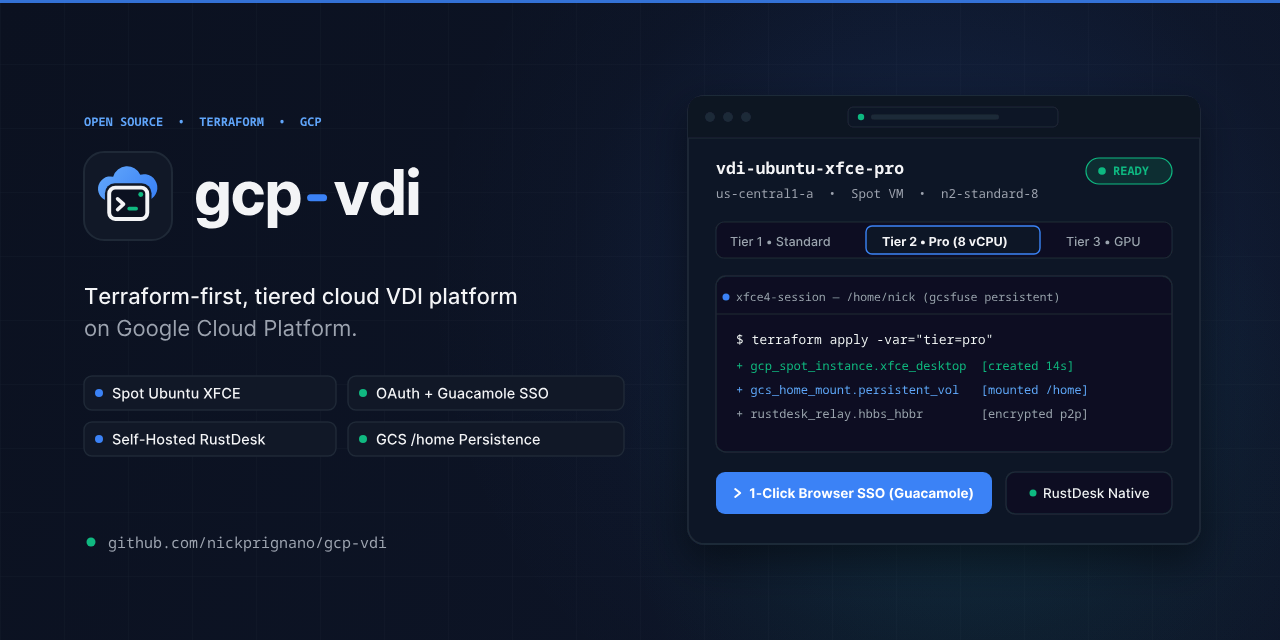 OPEN SOURCE • TERRAFORM • GCP
gcp-vdi
Terraform-first, tiered cloud VDI platform
on Google Cloud Platform.
Spot Ubuntu XFCE
OAuth + Guacamole SSO
Self-Hosted RustDesk
GCS /home Persistence
github.com/nickprignano/gcp-vdi
vdi-ubuntu-xfce-pro
READY
us-central1-a • Spot VM • n2-standard-8
Tier 1 • Standard
Tier 2 • Pro (8 vCPU)
Tier 3 • GPU
xfce4-session — /home/nick (gcsfuse persistent)
$ terraform apply -var="tier=pro"
+ gcp_spot_instance.xfce_desktop [created 14s]
+ gcs_home_mount.persistent_vol [mounted /home]
+ rustdesk_relay.hbbs_hbbr [encrypted p2p]
1-Click Browser SSO (Guacamole)
RustDesk Native